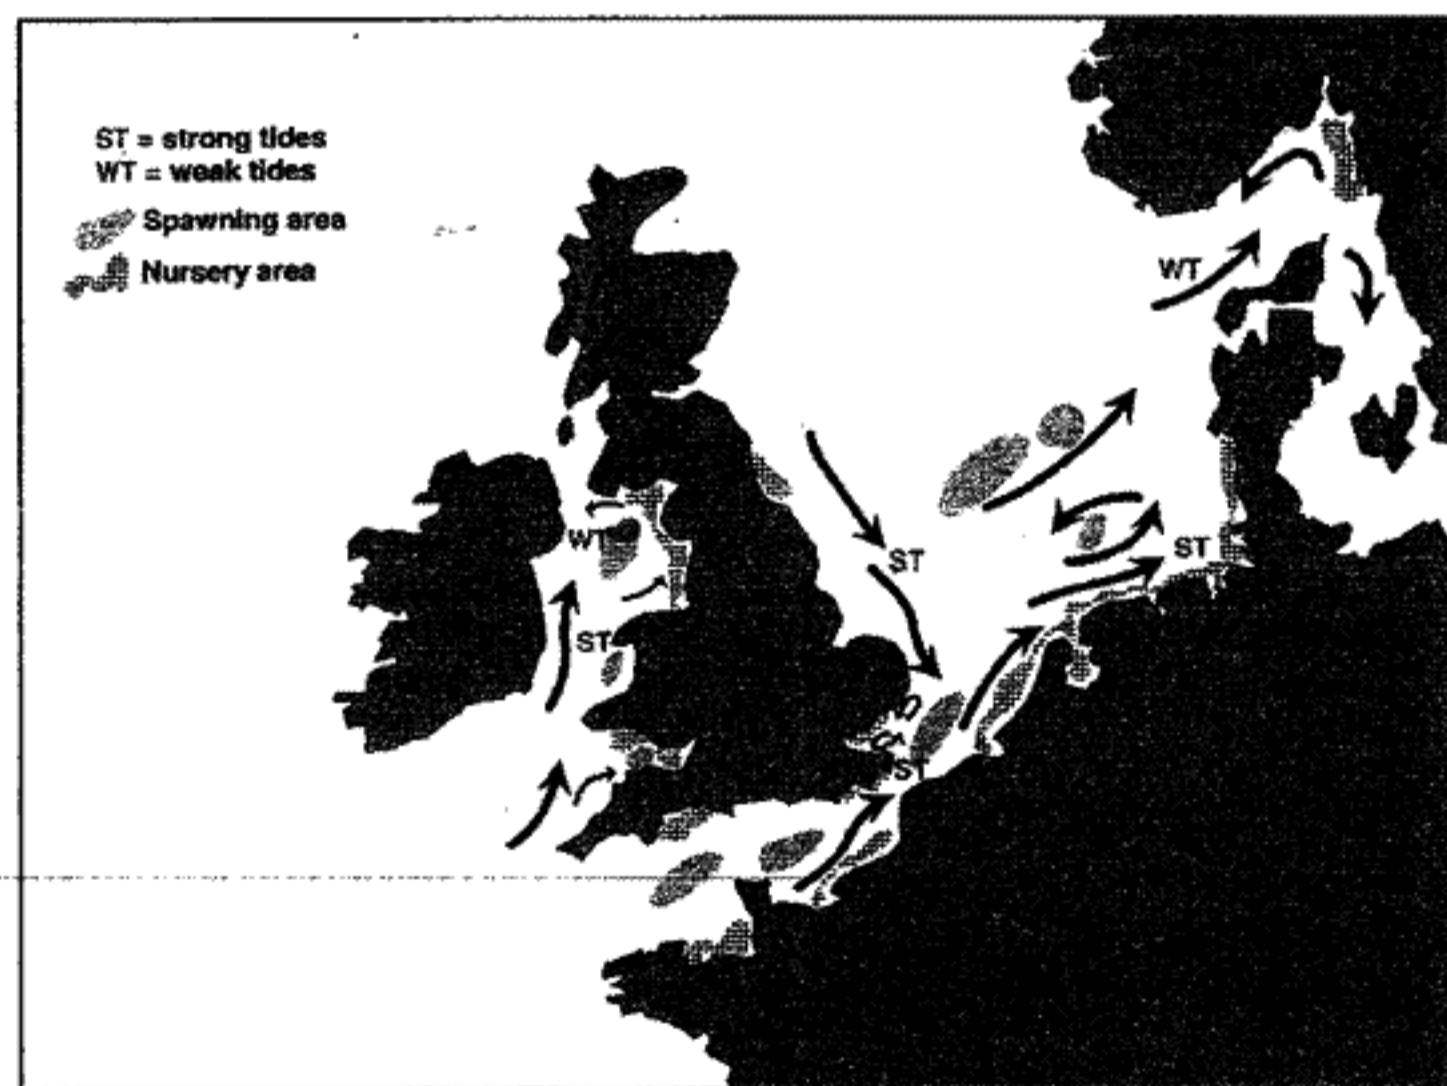 ST = strong tides
WT = weak tides
Spawning area
Nursery area
WT
WT
ST
ST
ST
ST